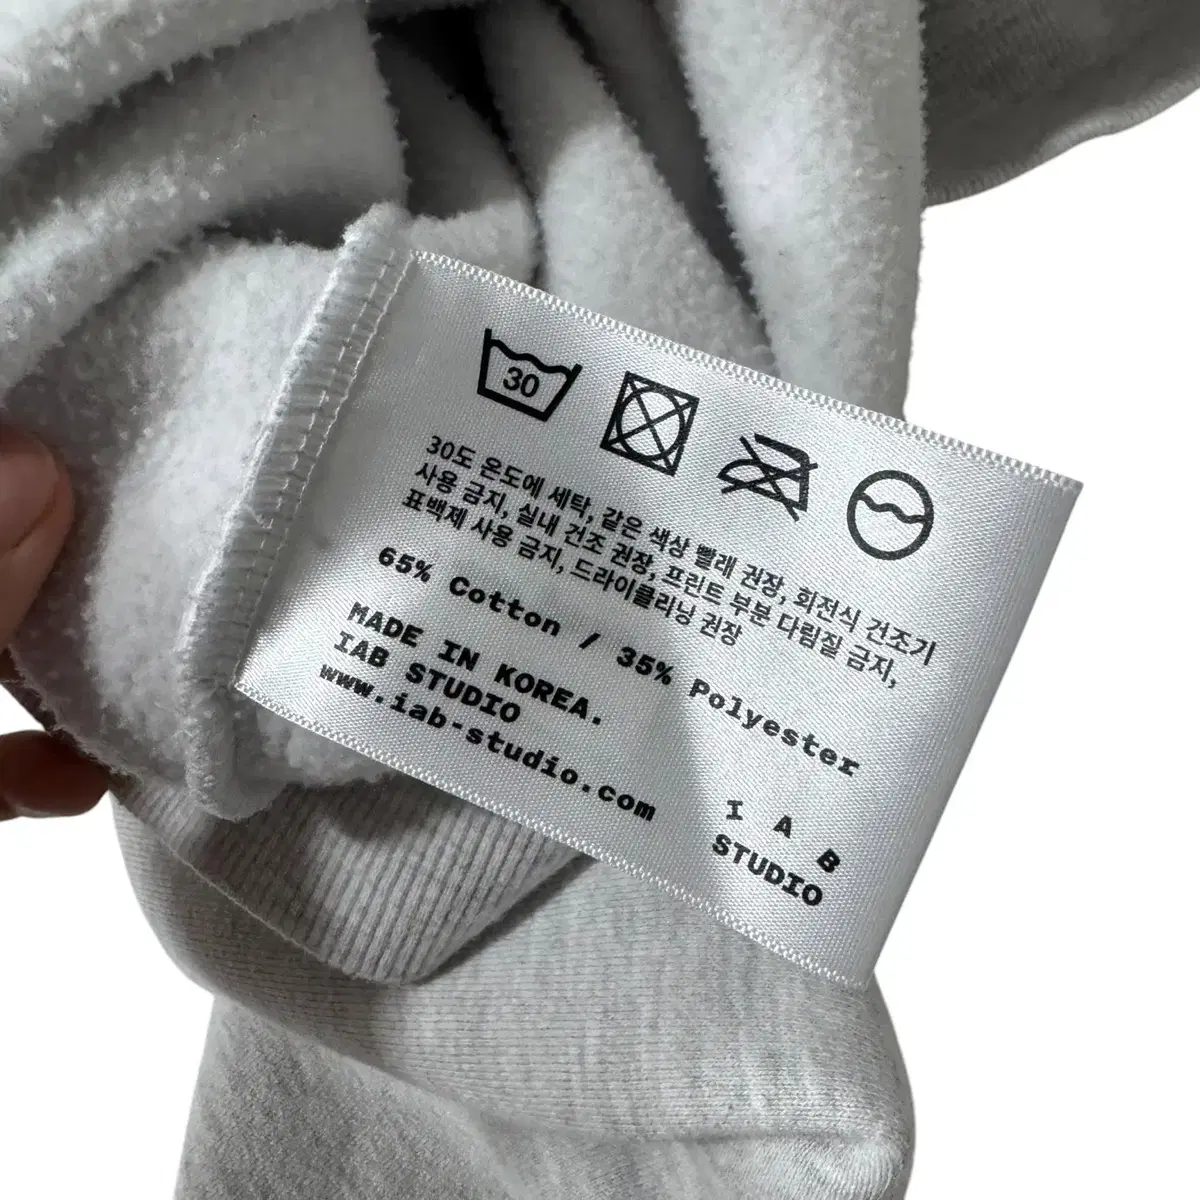 30
30도 온도에 세탁, 같은 색상 빨래 권장, 회전식 건조기
사용 금지, 실내 건조 권장, 프린트 부분 다림질 금지,
표백제 사용 금지, 드라이클리닝 권장
65% Cotton / 35% Polyester
MADE IN KOREA.
IAB STUDIO
www.iab-studio.com
I A B
STUDIO